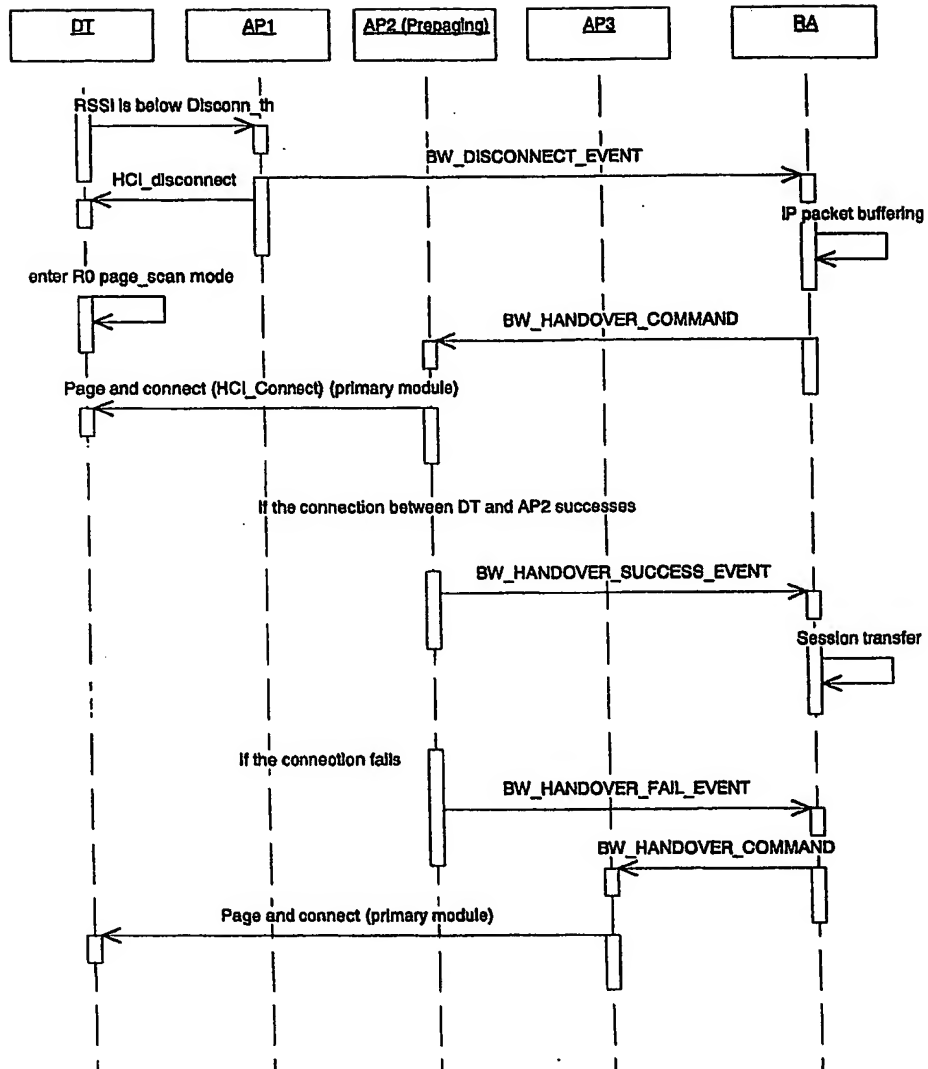 DT
AP1
AP2 (Prepaging)
AP3
RA
RSSI is below Disconn_th
BW_DISCONNECT_EVENT
HCI_disconnect
IP packet buffering
enter R0 page_scan mode
BW_HANDOVER_COMMAND
Page and connect (HCI_Connect) (primary module)
If the connection between DT and AP2 successes
BW_HANDOVER_SUCCESS_EVENT
Session transfer
If the connection fails
BW_HANDOVER_FAIL_EVENT
BW_HANDOVER_COMMAND
Page and connect (primary module)